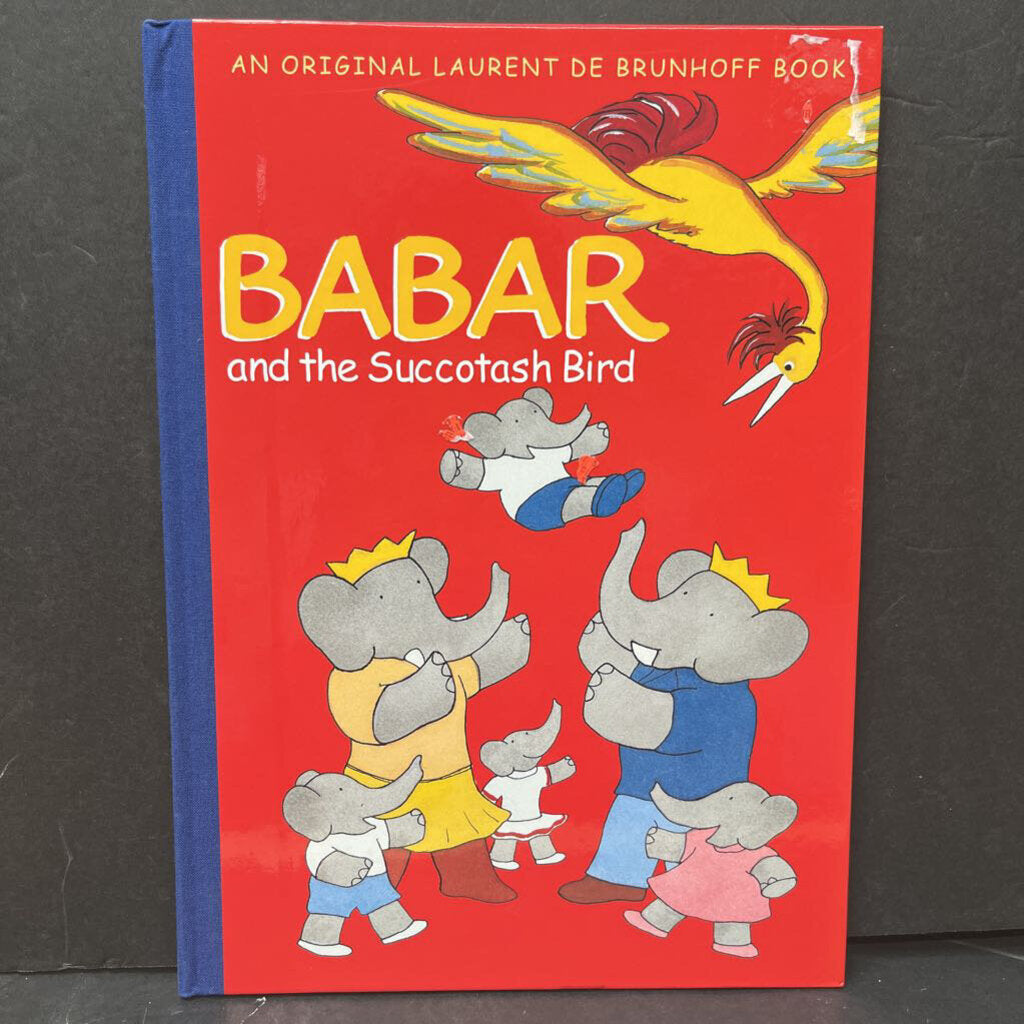 AN ORIGINAL LAURENT DE BRUNHOFF BOOK
BABAR
and the Succotash Bird